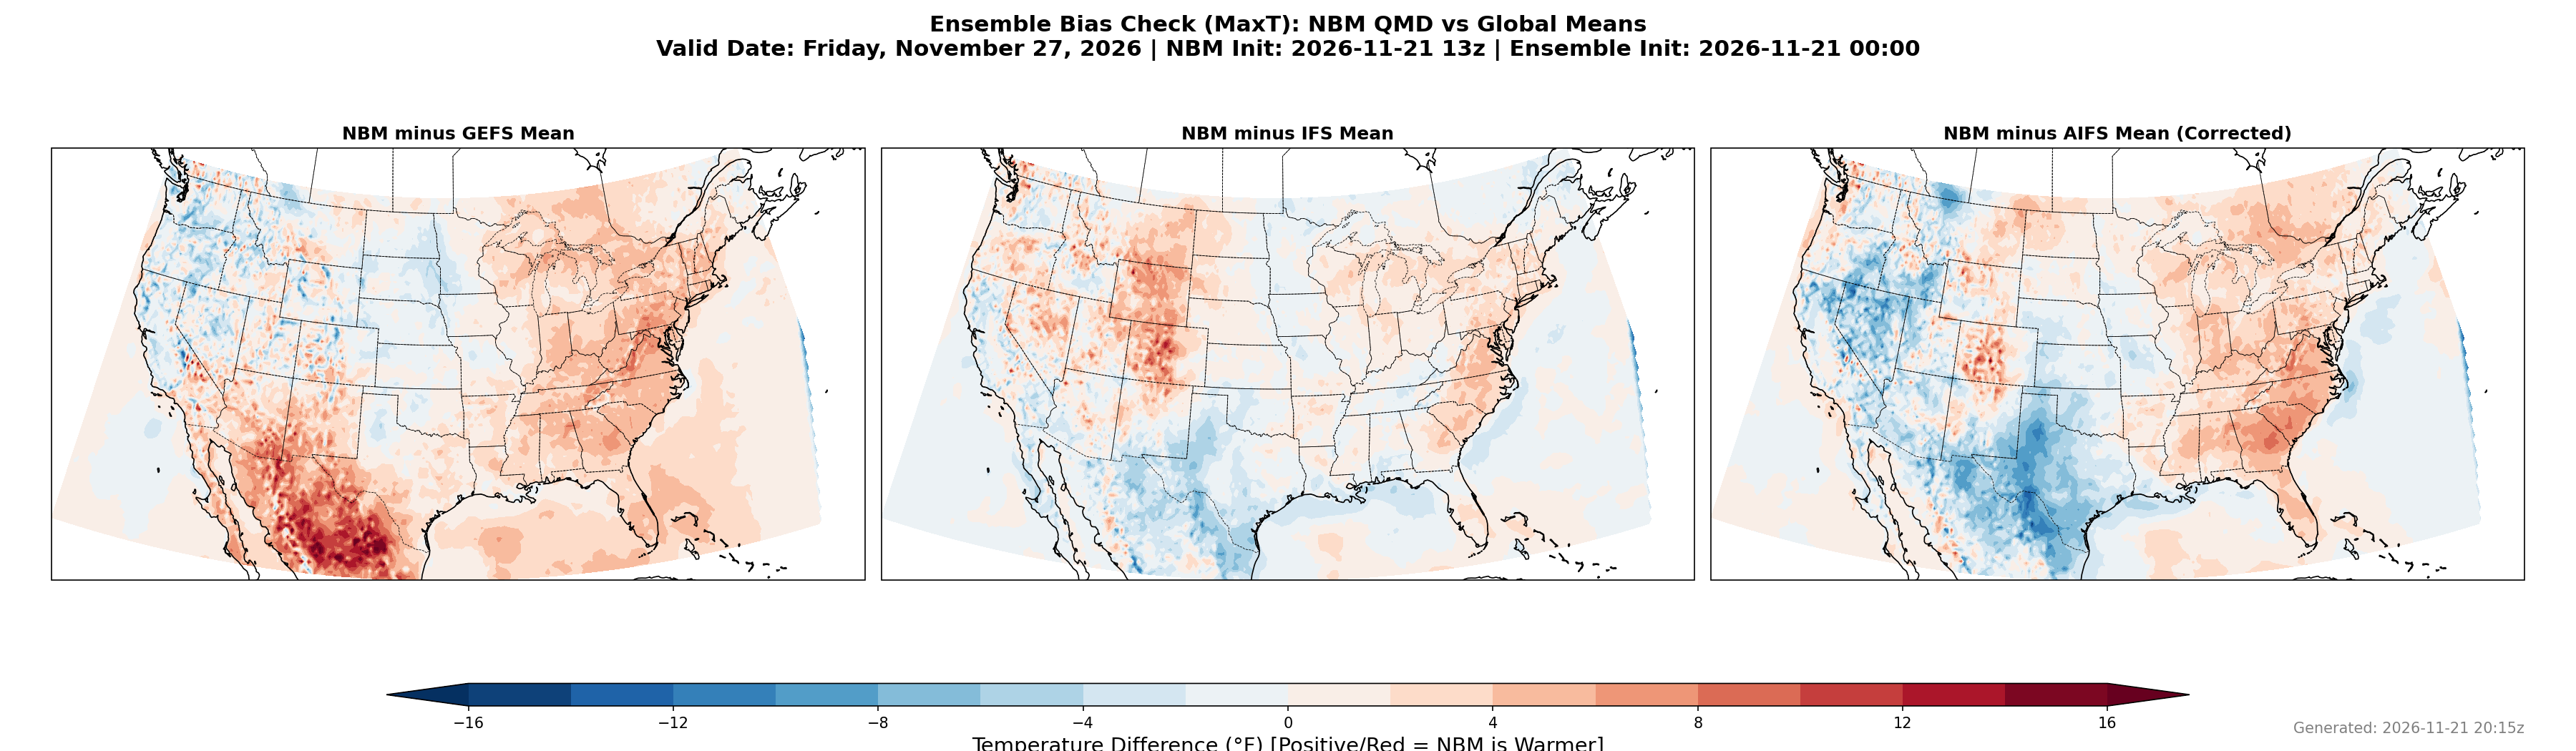 Ensemble Bias Check (MaxT): NBM QMD vs Global Means
Valid Date: Friday, November 27, 2026 | NBM Init: 2026-11-21 13z | Ensemble Init: 2026-11-21 00:00
NBM minus GEFS Mean
NBM minus IFS Mean
NBM minus AIFS Mean (Corrected)
−16 −12 −8 −4 0 4 8 12 16
Temperature Difference (°F) [Positive/Red = NBM is Warmer]
Generated: 2026-11-21 20:15z